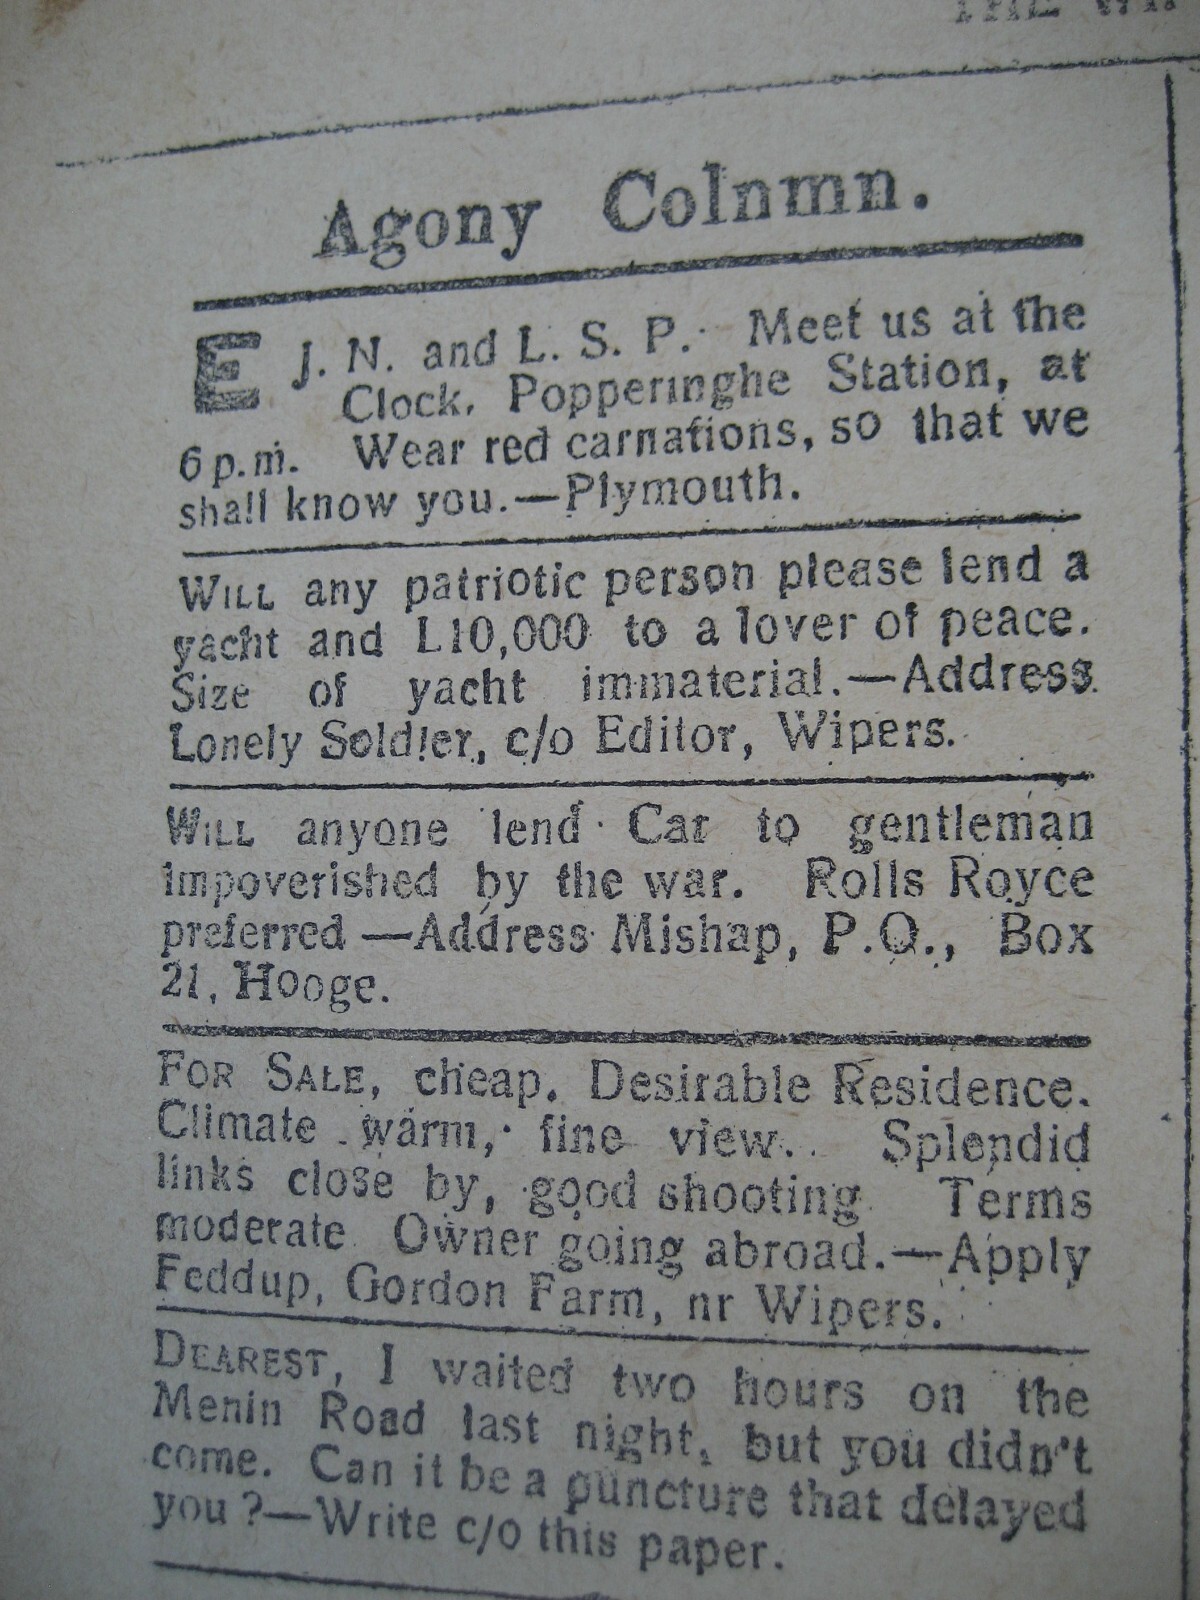 Agony Colnmn.
E J. N. and L. S. P. Meet us at the
Clock, Popperinghe Station, at
6 p.m. Wear red carnations, so that we
shall know you.—Plymouth.
WILL any patriotic person please lend a
yacht and L10,000 to a lover of peace.
Size of yacht immaterial.—Address
Lonely Soldier, c/o Editor, Wipers.
WILL anyone lend Car to gentleman
impoverished by the war. Rolls Royce
preferred —Address Mishap, P.O., Box
21, Hooge.
FOR SALE, cheap. Desirable Residence.
Climate warm, fine view. Splendid
links close by, good shooting Terms
moderate Owner going abroad.—Apply
Feddup, Gordon Farm, nr Wipers.
DEAREST, I waited two hours on the
Menin Road last night, but you didn't
come. Can it be a puncture that delayed
you ?—Write c/o this paper.